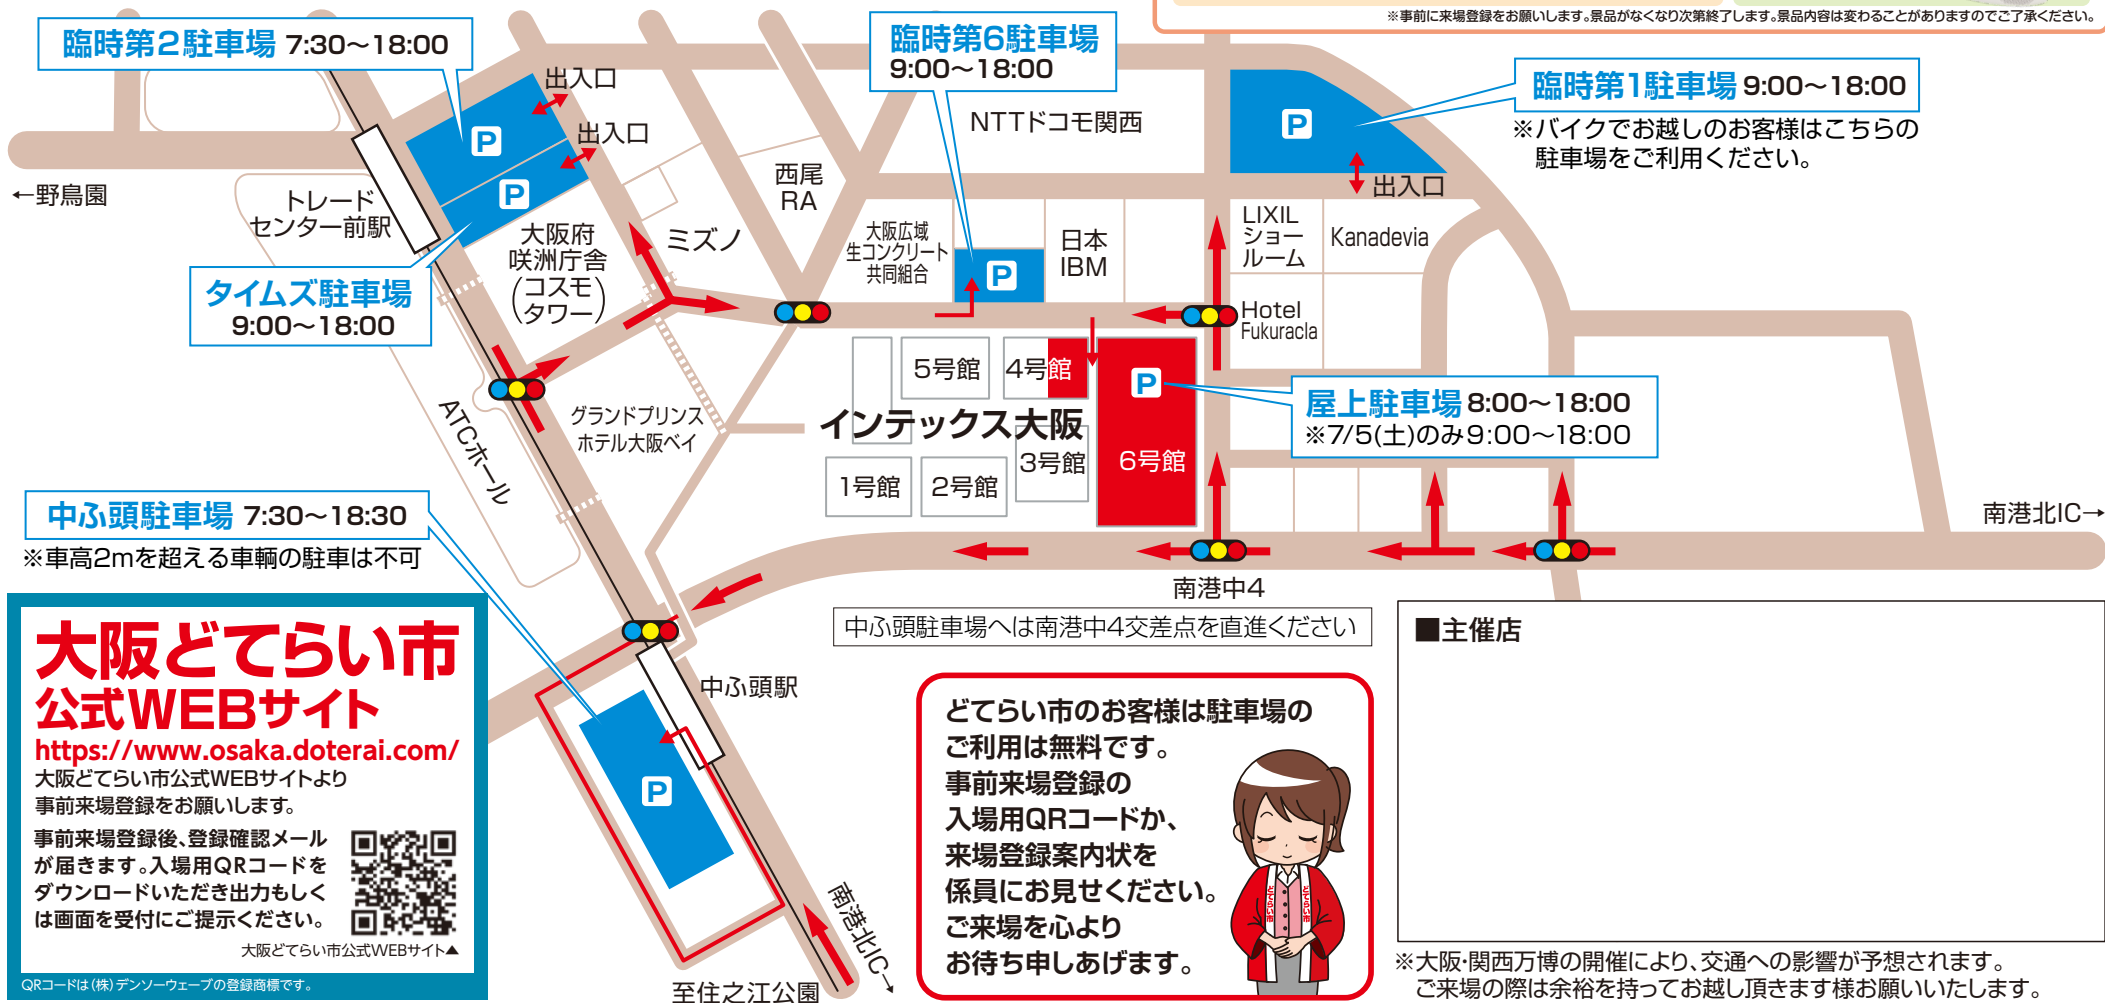 ※事前に来場登録をお願いします。景品がなくなり次第終了します。景品内容は変わることがありますのでご了承ください。
臨時第2駐車場 7:30〜18:00
臨時第6駐車場
9:00〜18:00
臨時第1駐車場 9:00〜18:00
※バイクでお越しのお客様はこちらの
駐車場をご利用ください。
出入口
出入口
出入口
P
P
P
P
NTTドコモ関西
西尾
RA
←野鳥園
トレード
センター前駅
大阪府
咲洲庁舎
(コスモ
タワー)
ミズノ
大阪広域
生コンクリート
共同組合
日本
IBM
LIXIL
ショー
ルーム
Kanadevia
Hotel
Fukuracla
タイムズ駐車場
9:00〜18:00
5号館
4号館
P
インテックス大阪
3号館
6号館
1号館
2号館
屋上駐車場 8:00〜18:00
※7/5(土)のみ9:00〜18:00
グランドプリンス
ホテル大阪ベイ
ATCホール
中ふ頭駐車場 7:30〜18:30
※車高2mを超える車輌の駐車は不可
南港北IC→
南港中4
中ふ頭駐車場へは南港中4交差点を直進ください
中ふ頭駅
P
南港北IC→
至住之江公園
大阪どてらい市
公式WEBサイト
https://www.osaka.doterai.com/
大阪どてらい市公式WEBサイトより
事前来場登録をお願いします。
事前来場登録後、登録確認メール
が届きます。入場用QRコードを
ダウンロードいただき出力もしく
は画面を受付にご提示ください。
大阪どてらい市公式WEBサイト▲
QRコードは(株)デンソーウェーブの登録商標です。
どてらい市のお客様は駐車場の
ご利用は無料です。
事前来場登録の
入場用QRコードか、
来場登録案内状を
係員にお見せください。
ご来場を心より
お待ち申しあげます。
どてらい市
どてらい市
■主催店
※大阪・関西万博の開催により、交通への影響が予想されます。
ご来場の際は余裕を持ってお越し頂きます様お願いいたします。